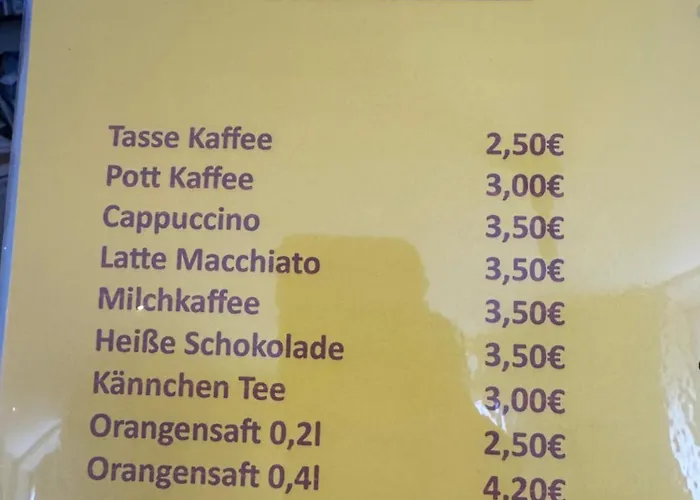 Tasse Kaffee 2,50€
Pott Kaffee 3,00€
Cappuccino 3,50€
Latte Macchiato 3,50€
Milchkaffee 3,50€
Heiße Schokolade 3,50€
Kännchen Tee 3,00€
Orangensaft 0,2l 2,50€
Orangensaft 0,4l 4,20€